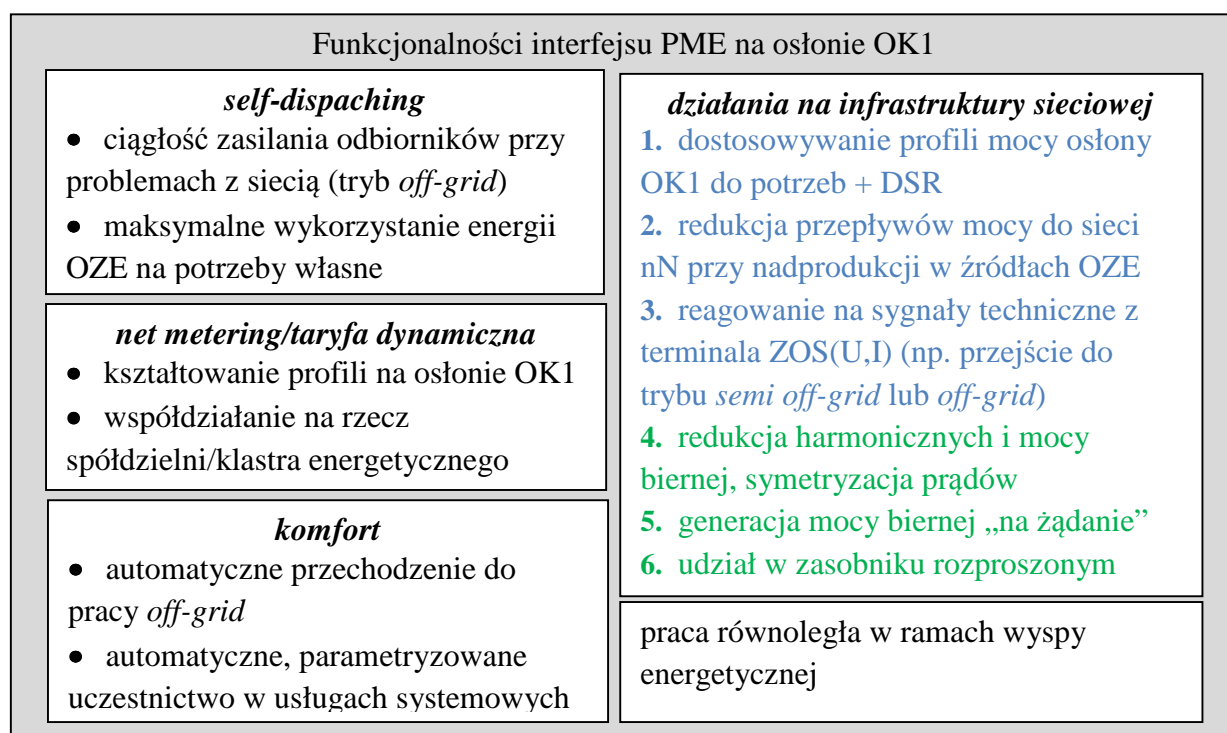 Funkcjonalności interfejsu PME na osłonie OK1
self-dispaching
• ciągłość zasilania odbiorników przy
problemach z siecią (tryb off-grid)
• maksymalne wykorzystanie energii
OZE na potrzeby własne
net metering/taryfa dynamiczna
• kształtowanie profili na osłonie OK1
• współdziałanie na rzecz
spółdzielni/klastra energetycznego
komfort
• automatyczne przechodzenie do
pracy off-grid
• automatyczne, parametryzowane
uczestnictwo w usługach systemowych
działania na infrastruktury sieciowej
1. dostosowywanie profili mocy osłony
OK1 do potrzeb + DSR
2. redukcja przepływów mocy do sieci
nN przy nadprodukcji w źródłach OZE
3. reagowanie na sygnały techniczne z
terminala ZOS(U,I) (np. przejście do
trybu semi off-grid lub off-grid)
4. redukcja harmonicznych i mocy
biernej, symetryzacja prądów
5. generacja mocy biernej „na żądanie”
6. udział w zasobniku rozproszonym
praca równoległa w ramach wyspy
energetycznej